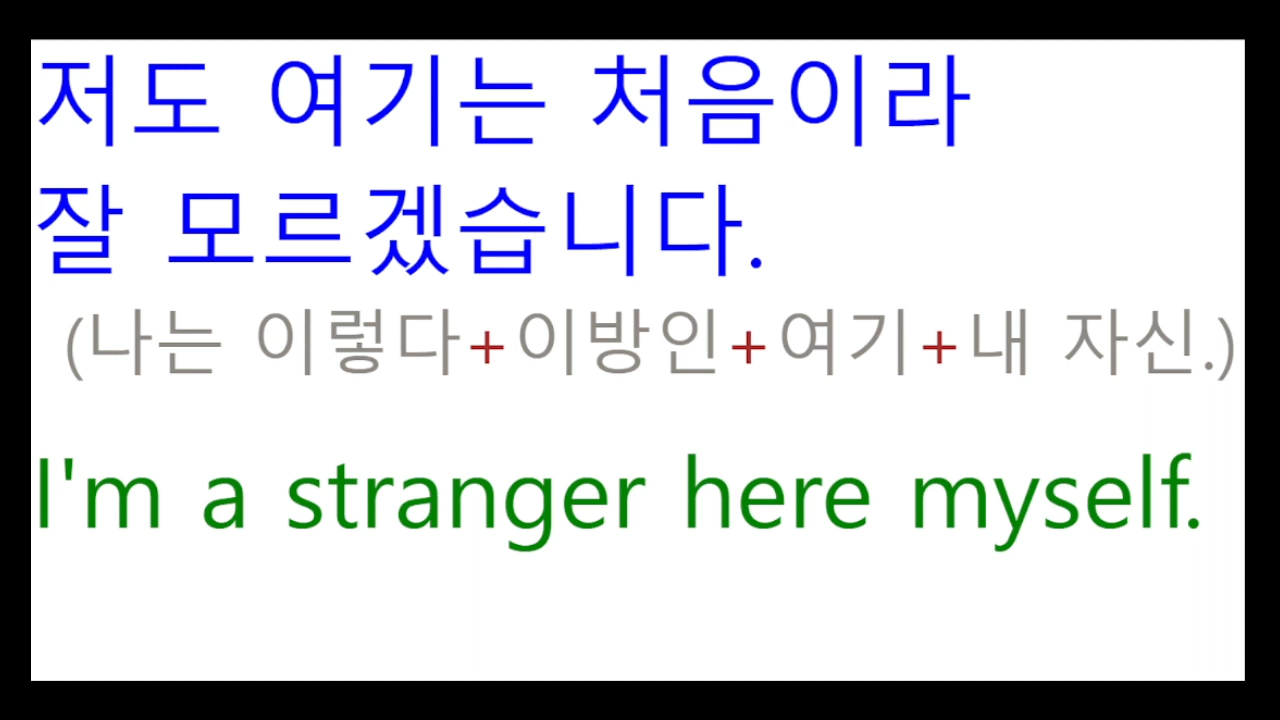 저도 여기는 처음이라
잘 모르겠습니다.
(나는 이렇다+이방인+여기+내 자신.)
I'm a stranger here myself.